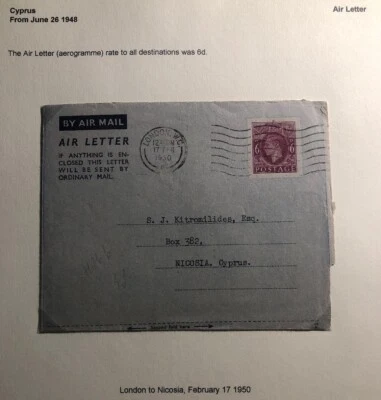 Cyprus
Air Letter
From June 26 1948
The Air Letter (aerogramme) rate to all destinations was 6d.
BY AIR MAIL
AIR LETTER
IF ANYTHING IS EN-
CLOSED THIS LETTER
WILL BE SENT BY
ORDINARY MAIL.
LONDON, W.C.
1950
POSTAGE
S. J. Kitromilides, Esq.
Box 382,
NICOSIA. Cyprus.
London to Nicosia, February 17 1950